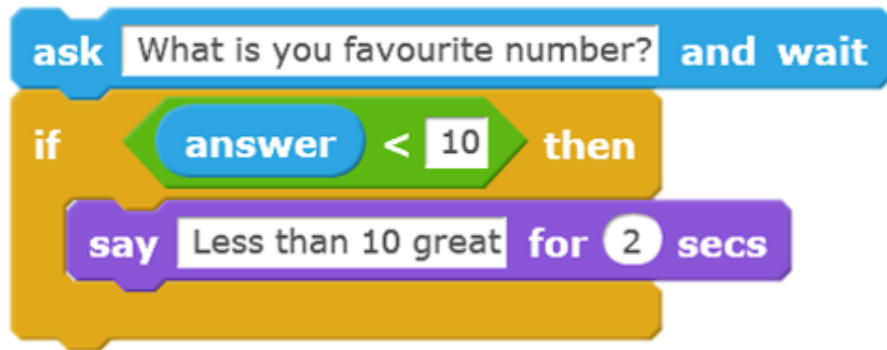 ask What is you favourite number? and wait
if answer < 10 then
say Less than 10 great for 2 secs